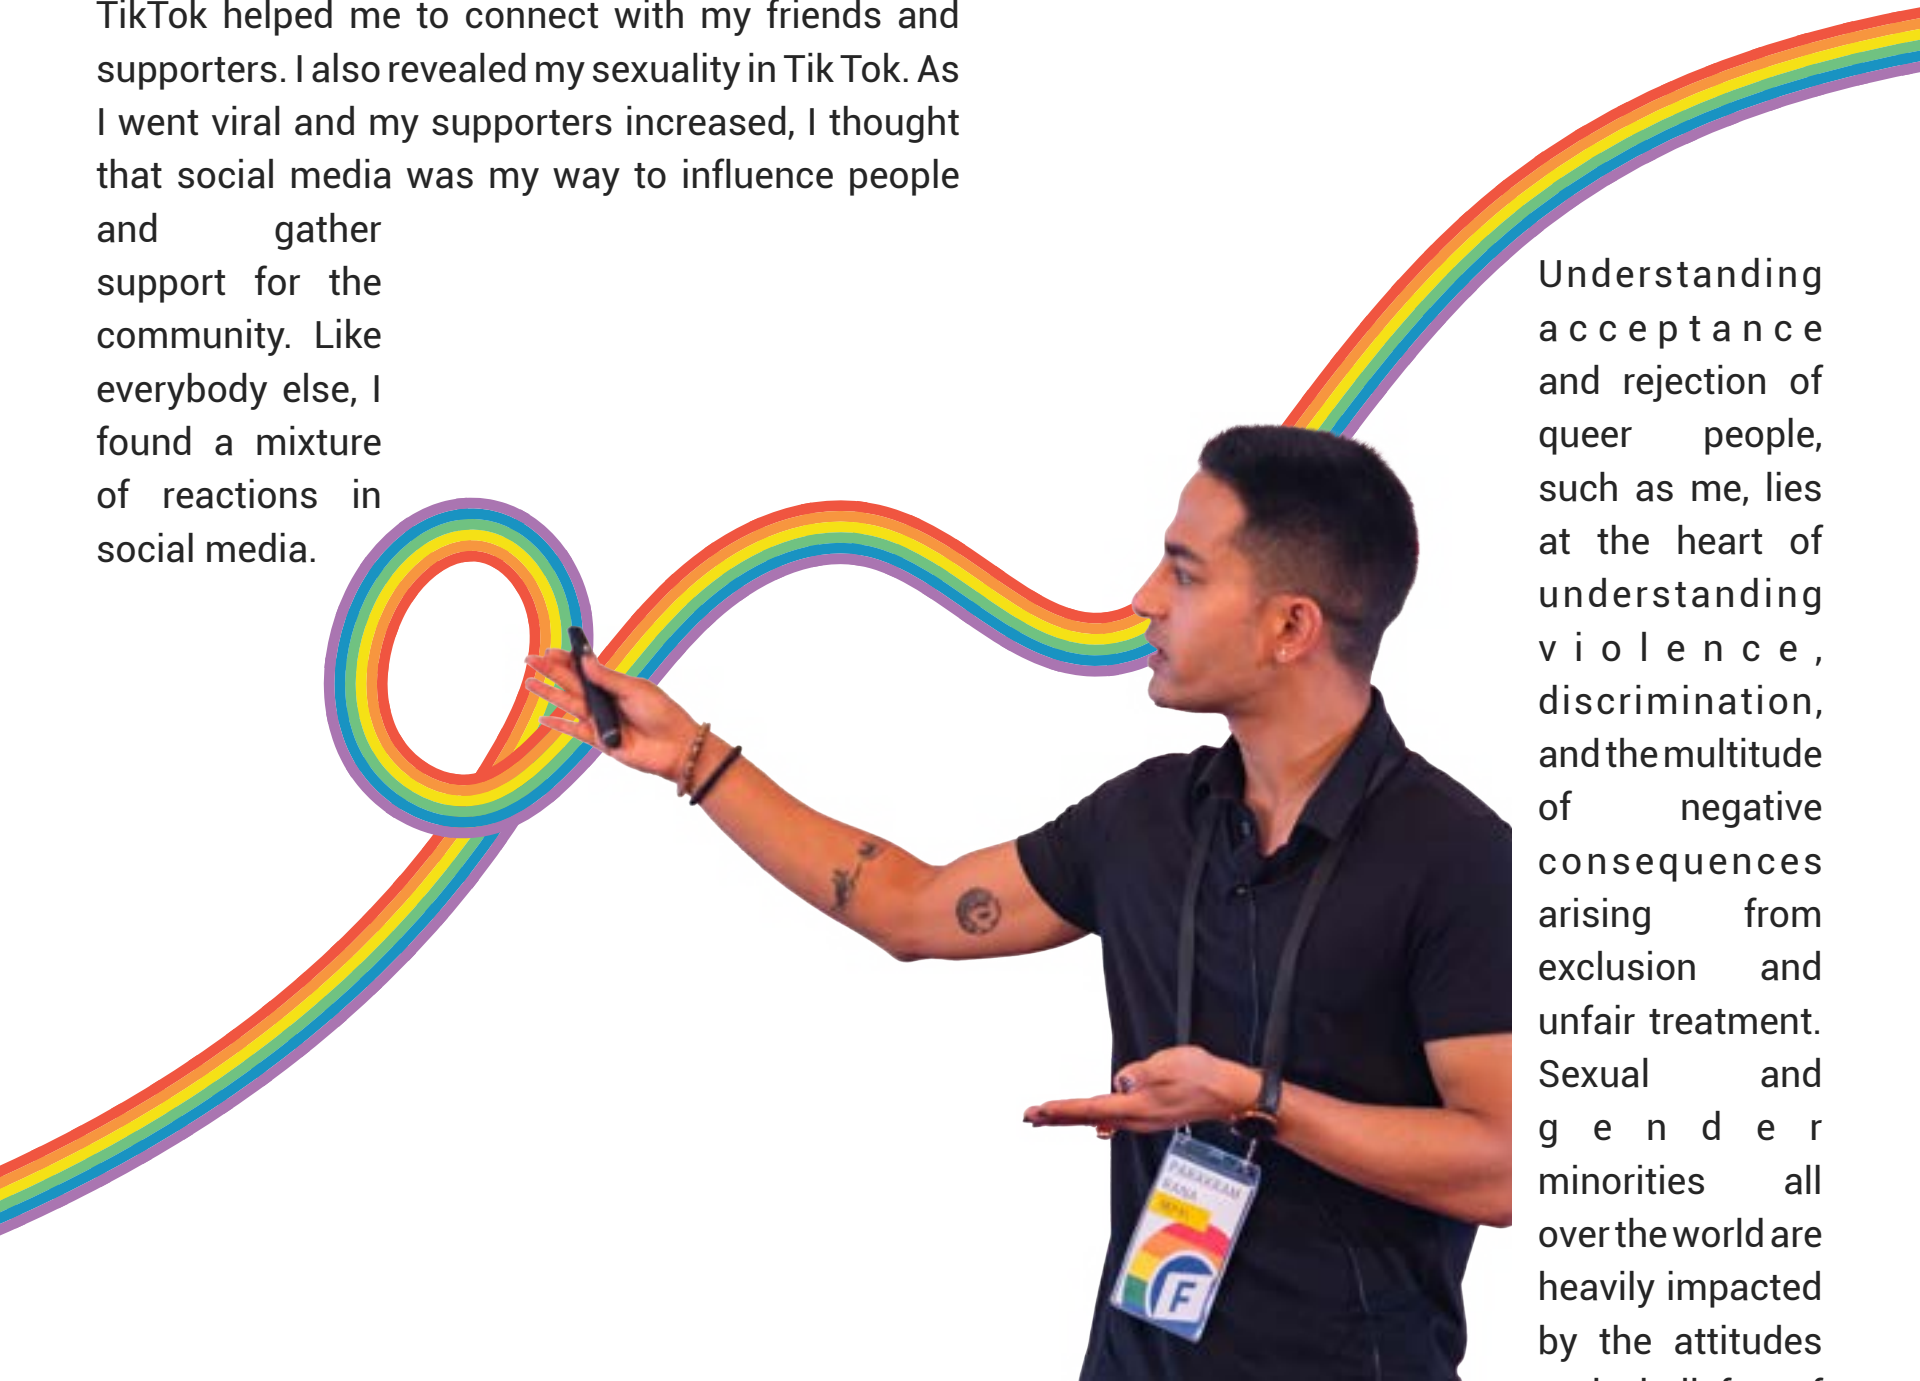 TikTok helped me to connect with my friends and
supporters. I also revealed my sexuality in Tik Tok. As
I went viral and my supporters increased, I thought
that social media was my way to influence people
and gather
support for the
community. Like
everybody else, I
found a mixture
of reactions in
social media.
Understanding
acceptance
and rejection of
queer people,
such as me, lies
at the heart of
understanding
violence,
discrimination,
and the multitude
of negative
consequences
arising from
exclusion and
unfair treatment.
Sexual and
gender
minorities all
over the world are
heavily impacted
by the attitudes
PARAKRAM
RANA
F